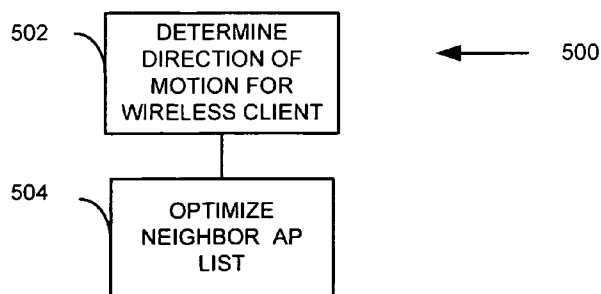 502
DETERMINE
DIRECTION OF
MOTION FOR
WIRELESS CLIENT
500
504
OPTIMIZE
NEIGHBOR AP
LIST